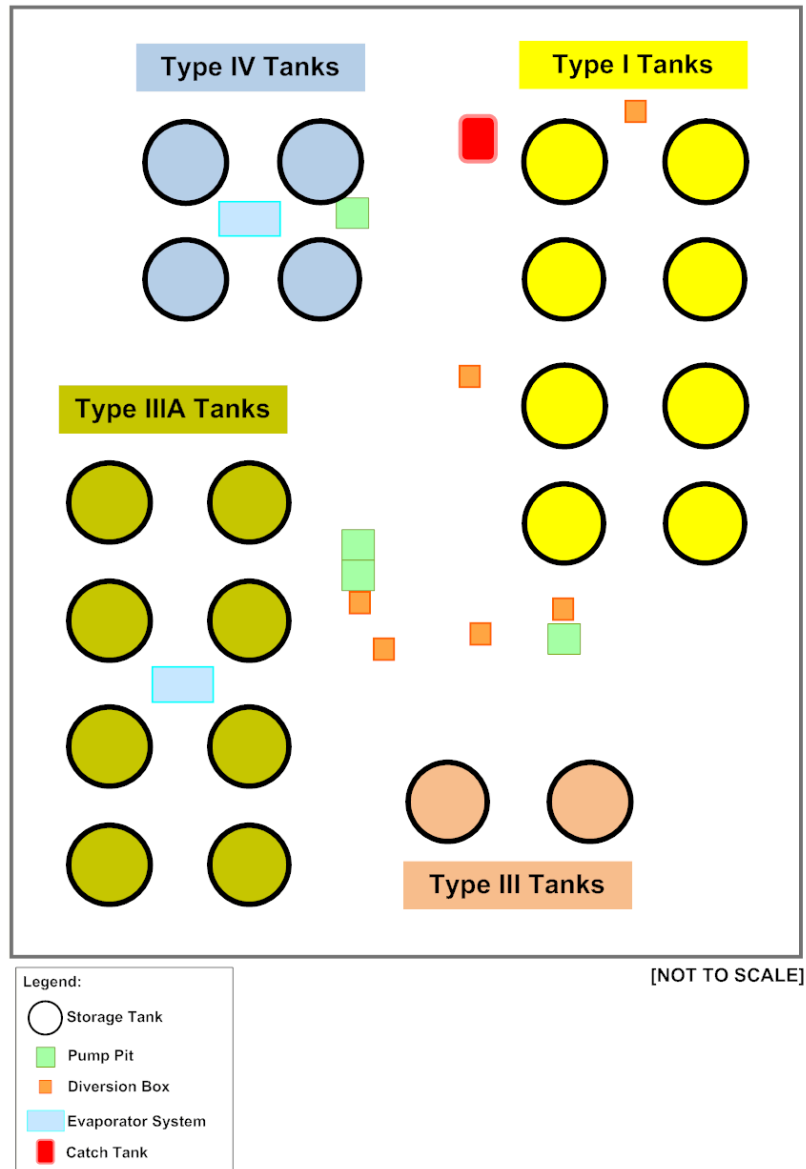 Type IV Tanks
Type I Tanks
Type IIIA Tanks
Type III Tanks
[NOT TO SCALE]
Legend:
Storage Tank
Pump Pit
Diversion Box
Evaporator System
Catch Tank